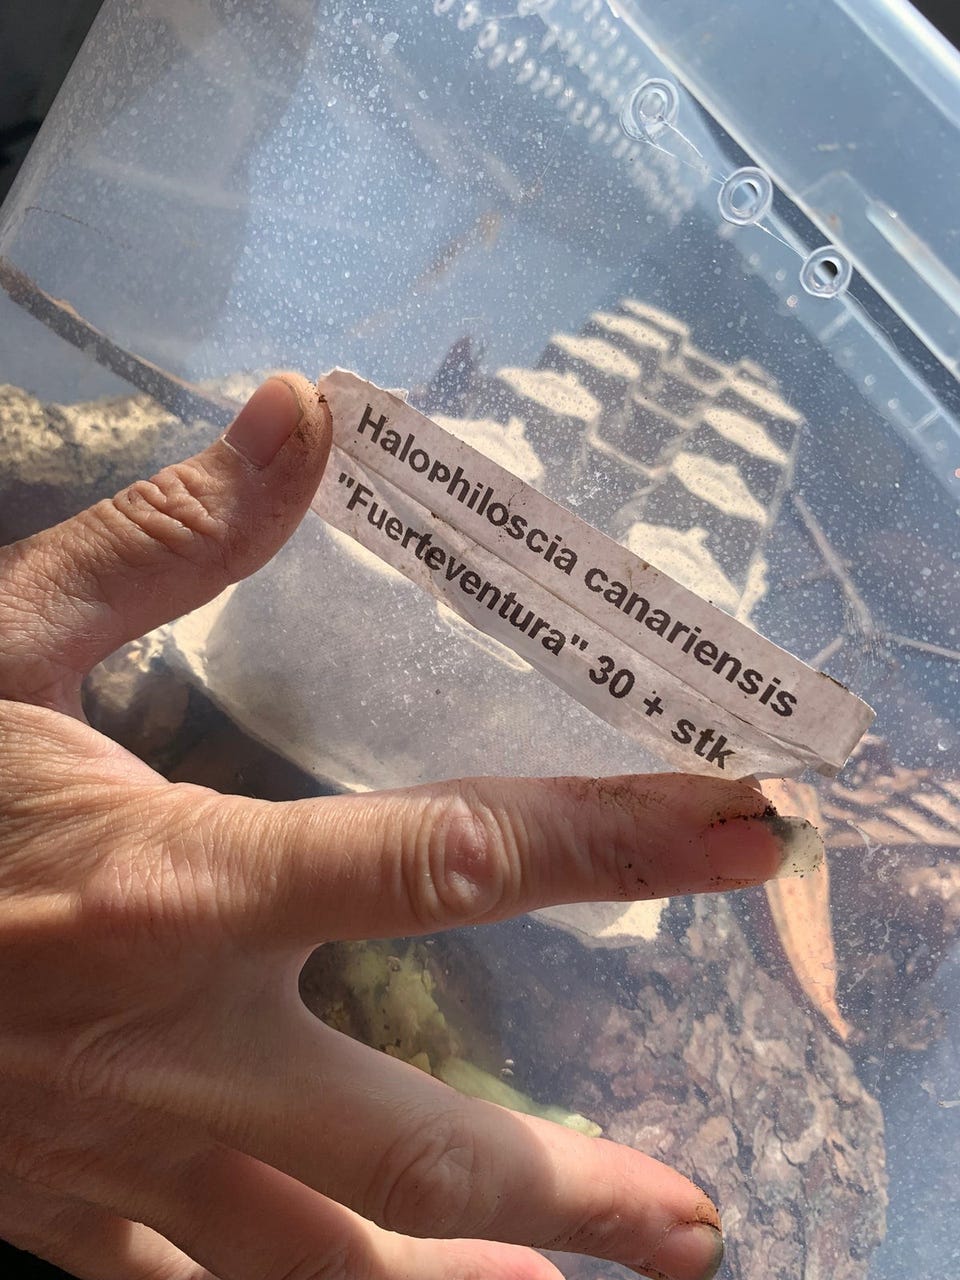 Halophiloscia canariensis
"Fuerteventura" 30 + stk